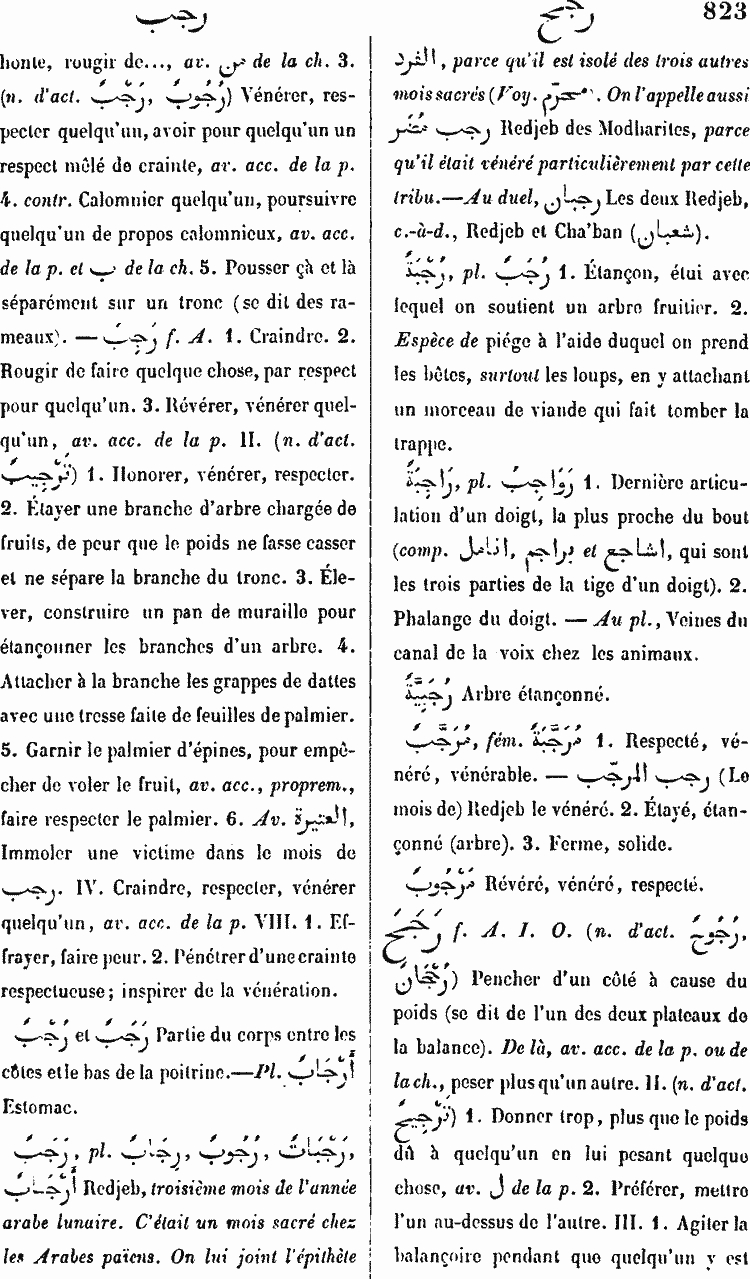 رجب
رجح
823
honte, rougir de..., av. من de la ch. 3.
(n. d'act. رَجْبٌ, رُجُوبٌ) Vénérer, res-
pecter quelqu'un, avoir pour quelqu'un un
respect mêlé de crainte, av. acc. de la p.
4. contr. Calomnier quelqu'un, poursuivre
quelqu'un de propos calomnieux, av. acc.
de la p. et ب de la ch. 5. Pousser çà et là
séparément sur un tronc (se dit des ra-
meaux). — رَجِبَ f. A. 1. Craindre. 2.
Rougir de faire quelque chose, par respect
pour quelqu'un. 3. Révérer, vénérer quel-
qu'un, av. acc. de la p. II. (n. d'act.
تَرْجِيبٌ) 1. Honorer, vénérer, respecter.
2. Étayer une branche d'arbre chargée de
fruits, de peur que le poids ne fasse casser
et ne sépare la branche du tronc. 3. Éle-
ver, construire un pan de muraille pour
étançonner les branches d'un arbre. 4.
Attacher à la branche les grappes de dattes
avec une tresse faite de feuilles de palmier.
5. Garnir le palmier d'épines, pour empê-
cher de voler le fruit, av. acc., proprem.,
faire respecter le palmier. 6. Av. العتيرة,
Immoler une victime dans le mois de
رجب. IV. Craindre, respecter, vénérer
quelqu'un, av. acc. de la p. VIII. 1. Ef-
frayer, faire peur. 2. Pénétrer d'une crainte
respectueuse; inspirer de la vénération.
رُجْبٌ et رَجَبٌ Partie du corps entre les
côtes et le bas de la poitrine.—Pl. أَرْجَابٌ
Estomac.
رَجَبٌ, pl. رِجَابٌ, رُجُوبٌ, رَجَبَاتٌ,
أَرْجَابٌ Redjeb, troisième mois de l'année
arabe lunaire. C'était un mois sacré chez
les Arabes païens. On lui joint l'épithète
الفرد, parce qu'il est isolé des trois autres
mois sacrés (Voy. محرّم. On l'appelle aussi
رجب مُضَر Redjeb des Modharites, parce
qu'il était vénéré particulièrement par cette
tribu.—Au duel, رجبان Les deux Redjeb,
c.-à-d., Redjeb et Cha'ban (شعبان).
رُجْبَةٌ, pl. رُجَبٌ 1. Étançon, étui avec
lequel on soutient un arbre fruitier. 2.
Espèce de piége à l'aide duquel on prend
les bêtes, surtout les loups, en y attachant
un morceau de viande qui fait tomber la
trappe.
رَاجِبَةٌ, pl. رَوَاجِبُ 1. Dernière articu-
lation d'un doigt, la plus proche du bout
(comp. انامل, براجم et اشاجع, qui sont
les trois parties de la tige d'un doigt). 2.
Phalange du doigt. — Au pl., Veines du
canal de la voix chez les animaux.
رُجَبِيَّةٌ Arbre étançonné.
مُرَجَّبٌ, fém. مُرَجَّبَةٌ 1. Respecté, vé-
néré, vénérable. — رجب المرجّب (Le
mois de) Redjeb le vénéré. 2. Étayé, étan-
çonné (arbre). 3. Ferme, solide.
مَرْجُوبٌ Révéré, vénéré, respecté.
رَجَحَ f. A. I. O. (n. d'act. رُجُوحٌ,
رُجْحَانٌ) Pencher d'un côté à cause du
poids (se dit de l'un des deux plateaux de
la balance). De là, av. acc. de la p. ou de
la ch., peser plus qu'un autre. II. (n. d'act.
تَرْجِيحٌ) 1. Donner trop, plus que le poids
dû à quelqu'un en lui pesant quelque
chose, av. ل de la p. 2. Préférer, mettre
l'un au-dessus de l'autre. III. 1. Agiter la
balançoire pendant que quelqu'un y est